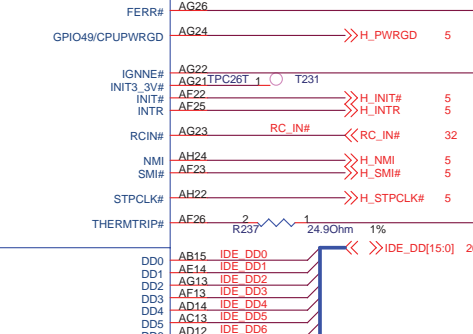 FERR# AG26
GPIO49/CPUPWRGD AG24 H_PWRGD 5
IGNNE# AG22
INIT3_3V# AG21 TPC26T 1 T231
INIT# AF22 H_INIT# 5
INTR AF25 H_INTR 5
RCIN# AG23 RC_IN# RC_IN# 32
NMI AH24 H_NMI 5
SMI# AF23 H_SMI# 5
STPCLK# AH22 H_STPCLK# 5
THERMTRIP# AF26 2 1
R237 24.9Ohm 1%
IDE_DD[15:0]
DD0 AB15 IDE_DD0
DD1 AE14 IDE_DD1
DD2 AG13 IDE_DD2
DD3 AF13 IDE_DD3
DD4 AD14 IDE_DD4
DD5 AC13 IDE_DD5
AD12 IDE_DD6